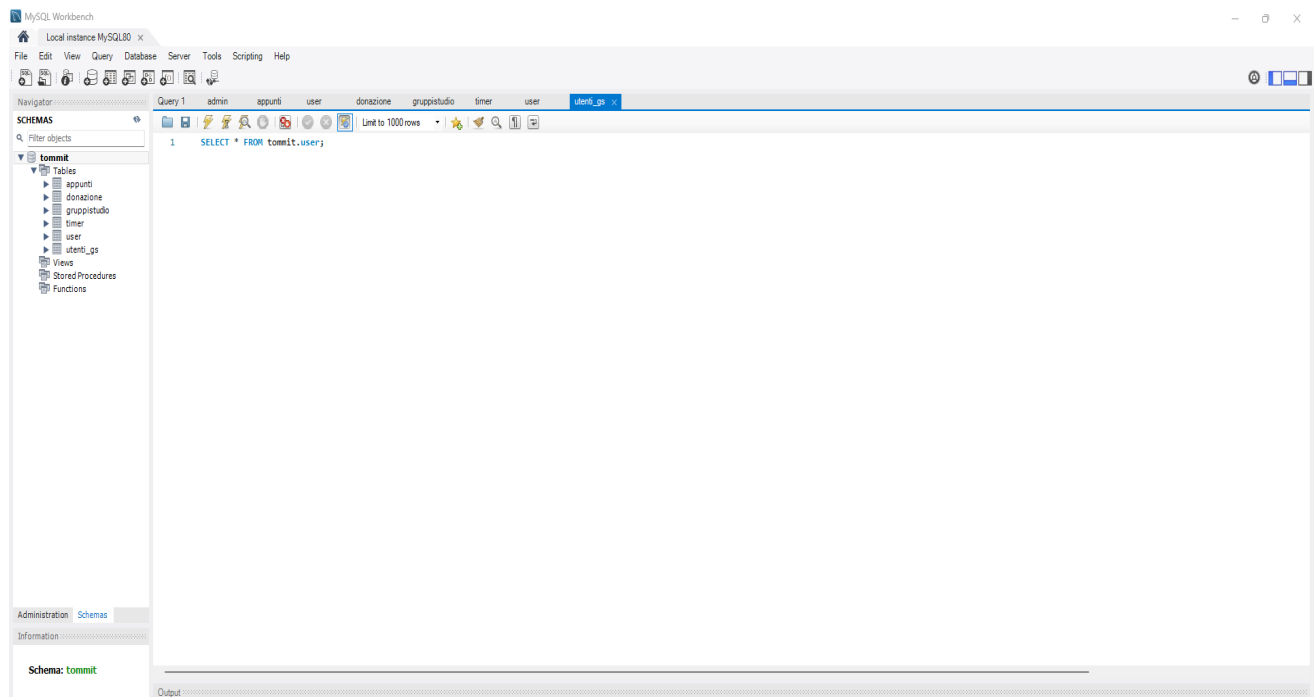 MySQL Workbench
Local instance MySQL80
File Edit View Query Database Server Tools Scripting Help
Navigator
Query 1 admin appunti user donazione gruppistudio timer user utenti_gs
SCHEMAS
Limit to 1000 rows
Filter objects
1 SELECT * FROM tommit.user;
tommit
Tables
appunti
donazione
gruppistudio
timer
user
utenti_gs
Views
Stored Procedures
Functions
Administration Schemas
Information
Schema: tommit
Output